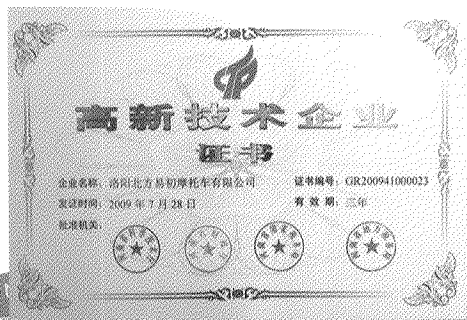 高新技术企业
证书
企业名称：洛阳北方易初摩托车有限公司
证书编号：GR200941000023
发证时间：2009年7月28日
有效期：三年
批准机关：